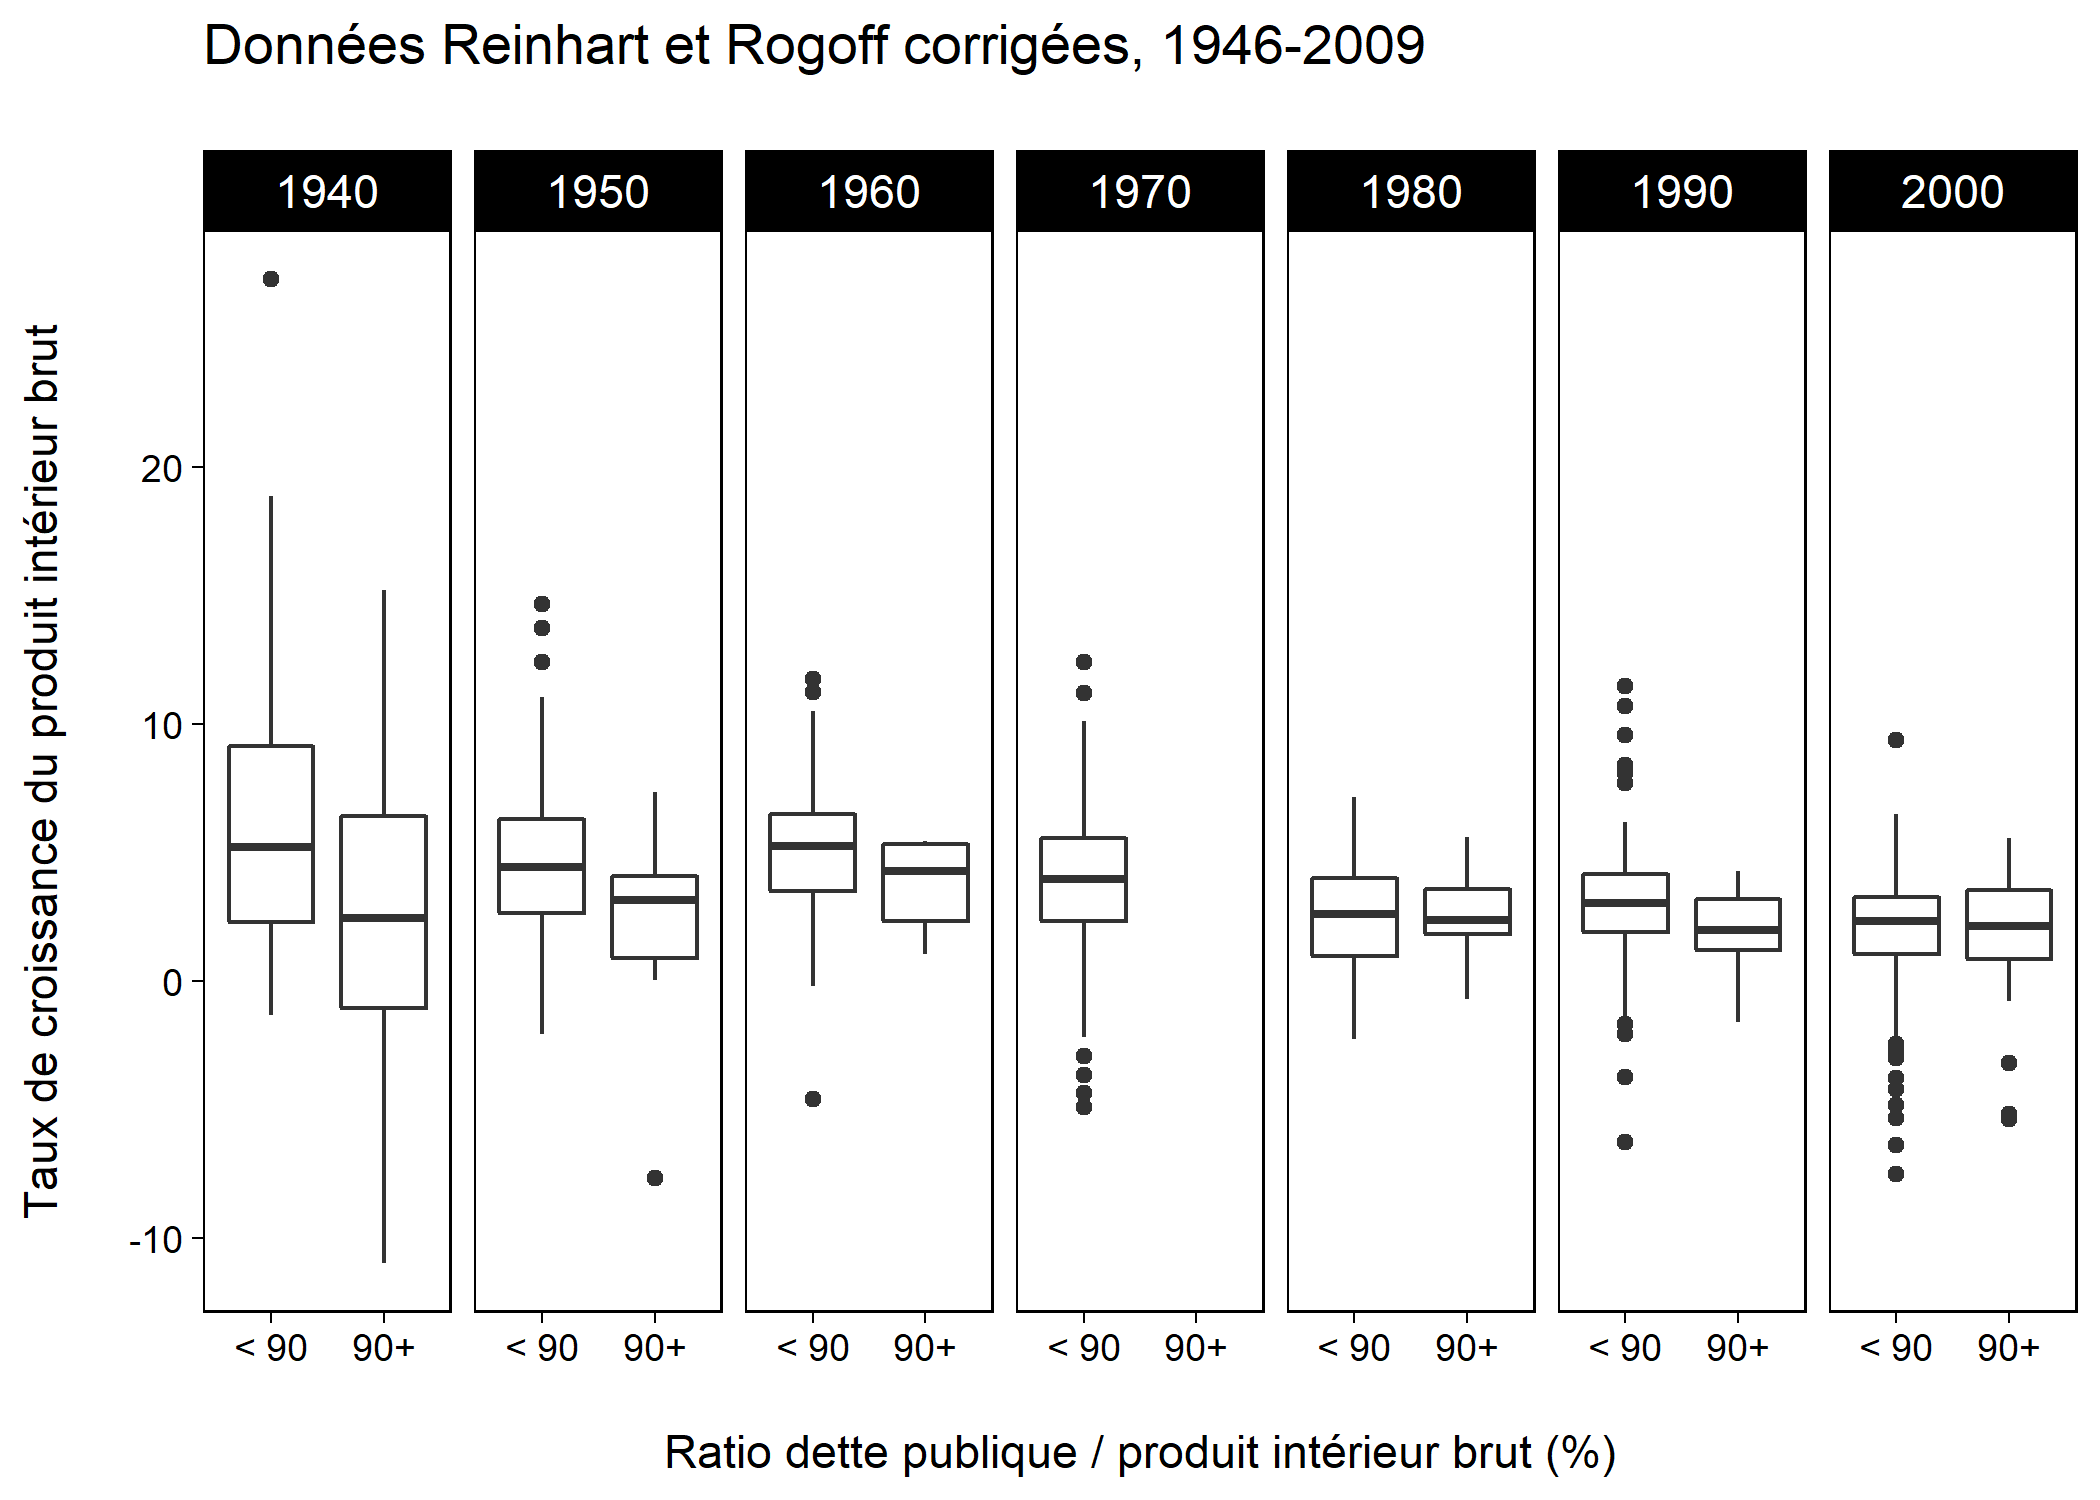 Données Reinhart et Rogoff corrigées, 1946-2009
1940 1950 1960 1970 1980 1990 2000
Taux de croissance du produit intérieur brut
20
10
0
-10
< 90 90+ < 90 90+ < 90 90+ < 90 90+ < 90 90+ < 90 90+ < 90 90+
Ratio dette publique / produit intérieur brut (%)